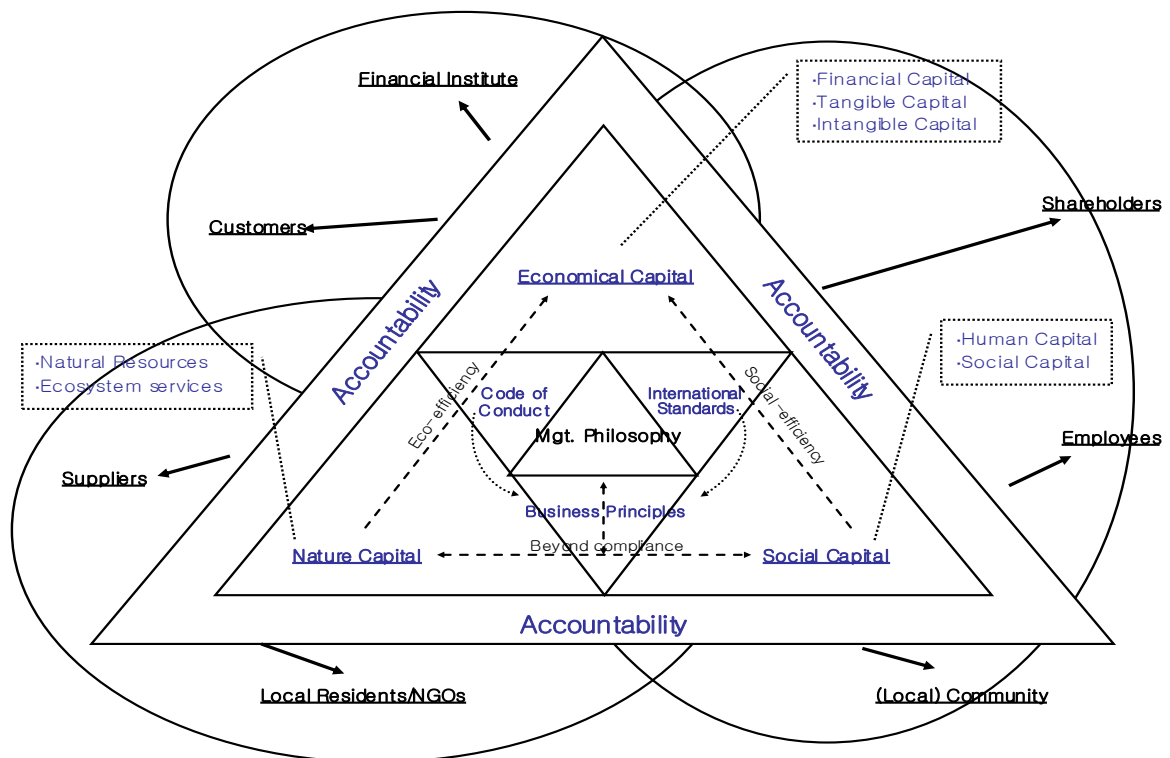 Financial Institute
·Financial Capital
·Tangible Capital
·Intangible Capital
Customers
Shareholders
Economical Capital
Accountability
Accountability
·Natural Resources
·Ecosystem services
·Human Capital
·Social Capital
Eco-efficiency
Social-efficiency
Code of
Conduct
International
Standards
Mgt. Philosophy
Employees
Suppliers
Business Principles
Beyond compliance
Nature Capital
Social Capital
Accountability
Local Residents/NGOs
(Local) Community